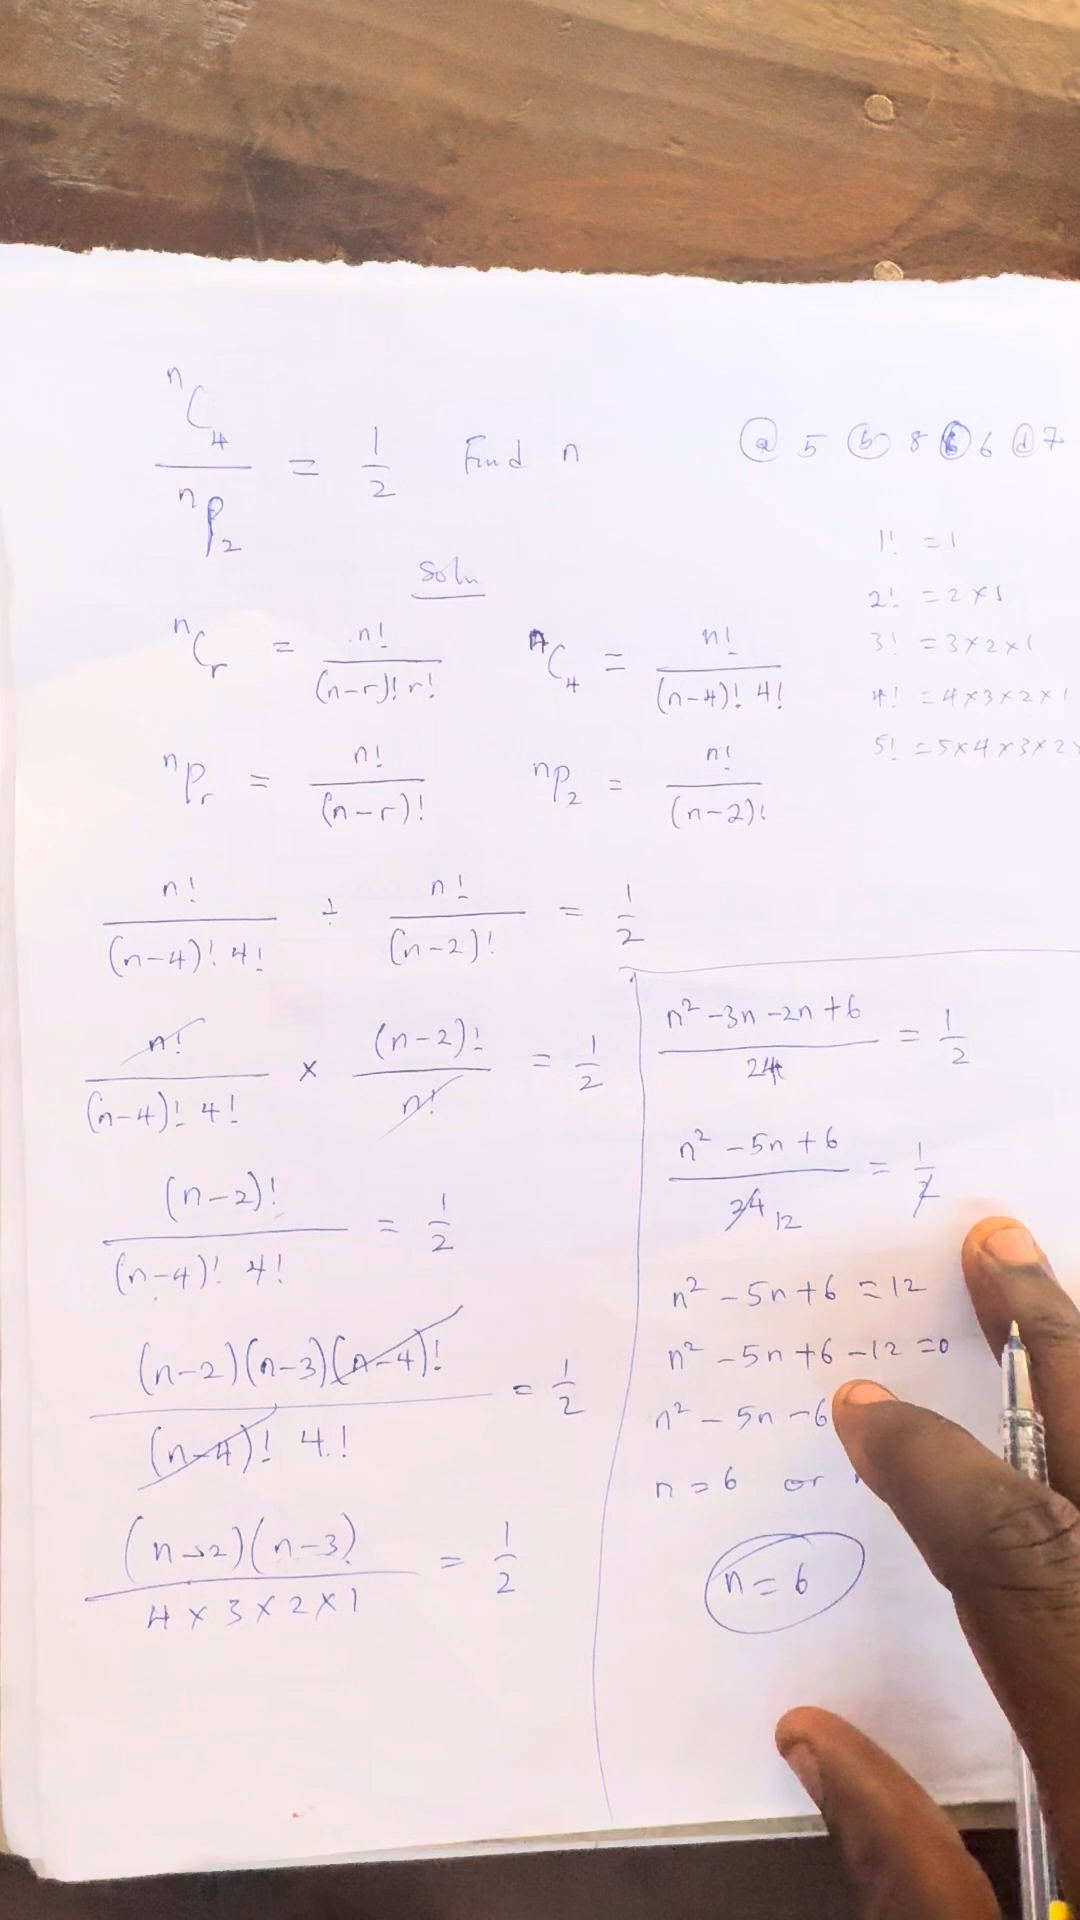 ⁿC₄ / ⁿP₂ = 1/2 Find n
ⓐ 5 ⓑ 8 ⓒ 6 ⓓ 7
Soln
ⁿCᵣ = n! / (n-r)! r!
ⁿC₄ = n! / (n-4)! 4!
ⁿPᵣ = n! / (n-r)!
ⁿP₂ = n! / (n-2)!
1! = 1
2! = 2×1
3! = 3×2×1
4! = 4×3×2×1
5! = 5×4×3×2×
n! / (n-4)! 4! ÷ n! / (n-2)! = 1/2
n! / (n-4)! 4! × (n-2)! / n! = 1/2
(n-2)! / (n-4)! 4! = 1/2
(n-2)(n-3)(n-4)! / (n-4)! 4! = 1/2
(n-2)(n-3) / 4×3×2×1 = 1/2
n² -3n -2n +6 / 24 = 1/2
n² -5n +6 / 24 12 = 1/2
n² -5n +6 = 12
n² -5n +6 -12 =0
n² -5n -6
n = 6 or
n = 6